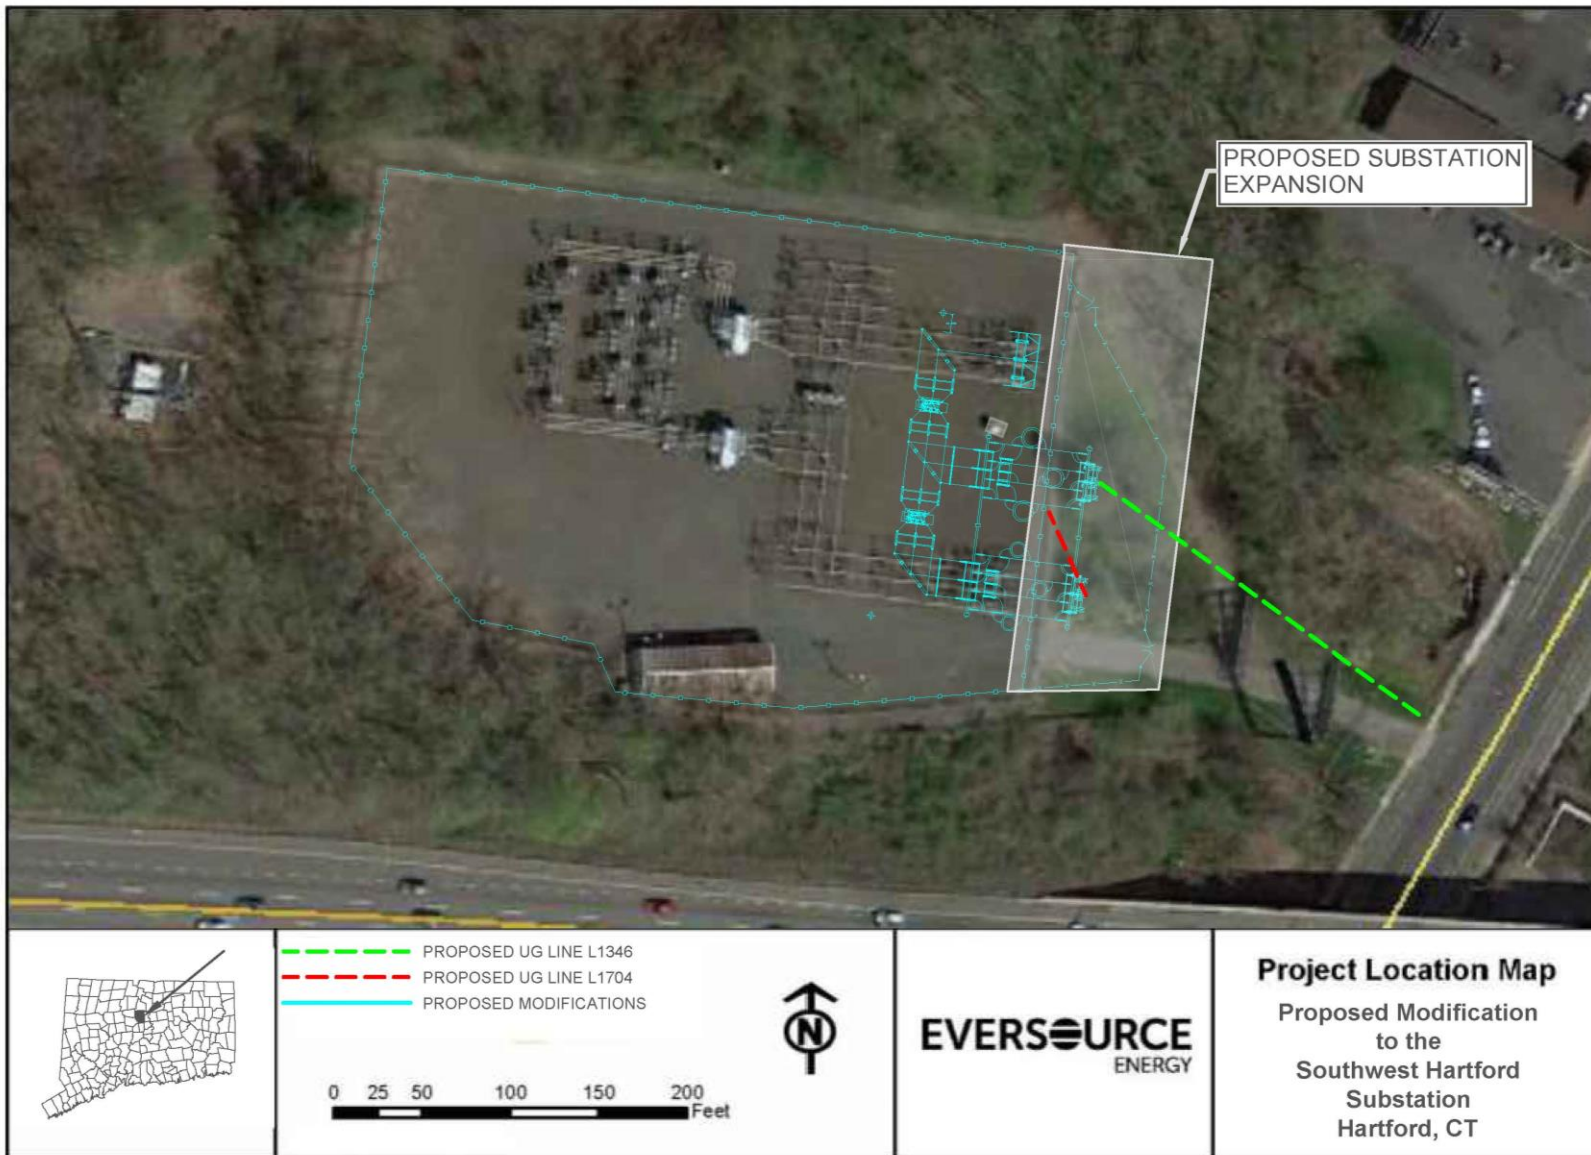 PROPOSED SUBSTATION
EXPANSION
PROPOSED UG LINE L1346
PROPOSED UG LINE L1704
PROPOSED MODIFICATIONS
0 25 50 100 150 200
Feet
N
EVERSOURCE
ENERGY
Project Location Map
Proposed Modification
to the
Southwest Hartford
Substation
Hartford, CT